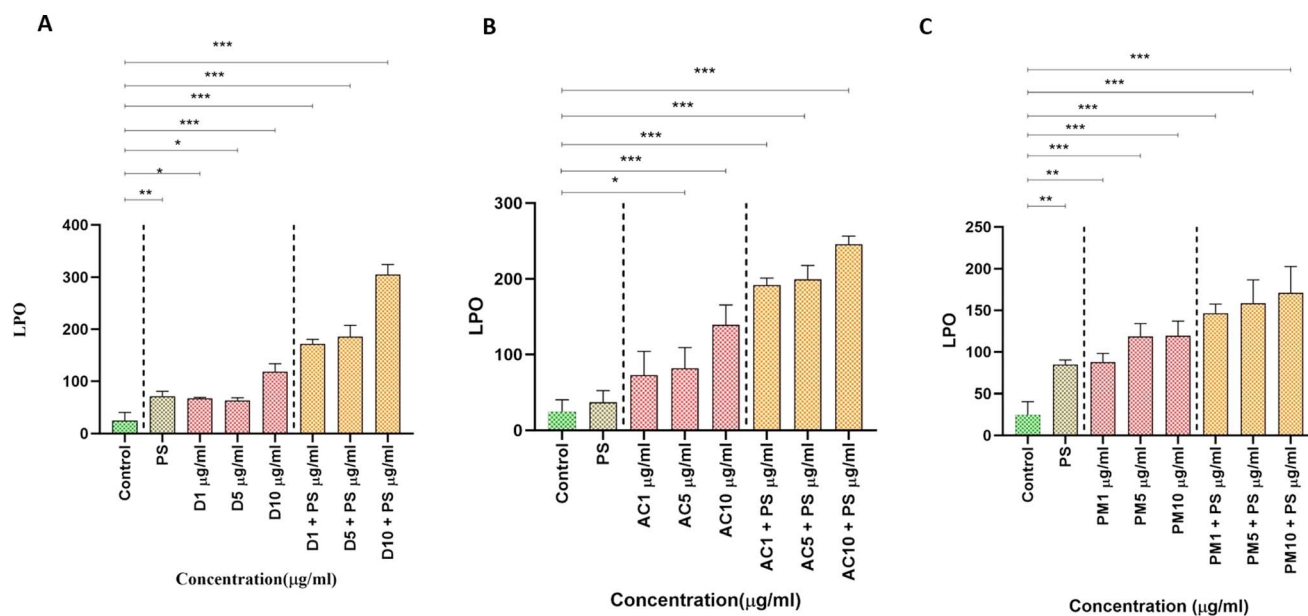 A
***
***
***
***
*
*
**
400
300
200
100
0
LPO
Control
PS
D1 μg/ml
D5 μg/ml
D10 μg/ml
D1 + PS μg/ml
D5 + PS μg/ml
D10 + PS μg/ml
Concentration(μg/ml)
B
***
***
***
***
*
300
200
100
0
LPO
Control
PS
AC1 μg/ml
AC5 μg/ml
AC10 μg/ml
AC1 + PS μg/ml
AC5 + PS μg/ml
AC10 + PS μg/ml
Concentration(μg/ml)
C
***
***
***
***
***
**
**
250
200
150
100
50
0
LPO
Control
PS
PM1 μg/ml
PM5 μg/ml
PM10 μg/ml
PM1 + PS μg/ml
PM5 + PS μg/ml
PM10 + PS μg/ml
Concentration (μg/ml)